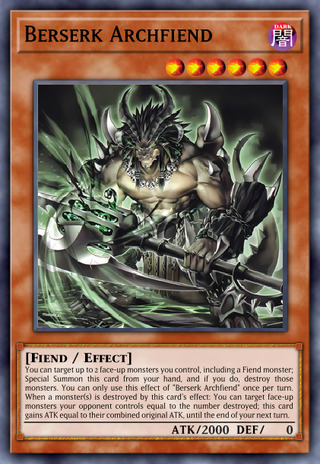 Berserk Archfiend
DARK
闇
[Fiend / Effect]
You can target up to 2 face-up monsters you control, including a Fiend monster;
Special Summon this card from your hand, and if you do, destroy those
monsters. You can only use this effect of "Berserk Archfiend" once per turn.
When a monster(s) is destroyed by this card's effect: You can target face-up
monsters your opponent controls equal to the number destroyed; this card
gains ATK equal to their combined original ATK, until the end of your next turn.
ATK/2000 DEF/ 0